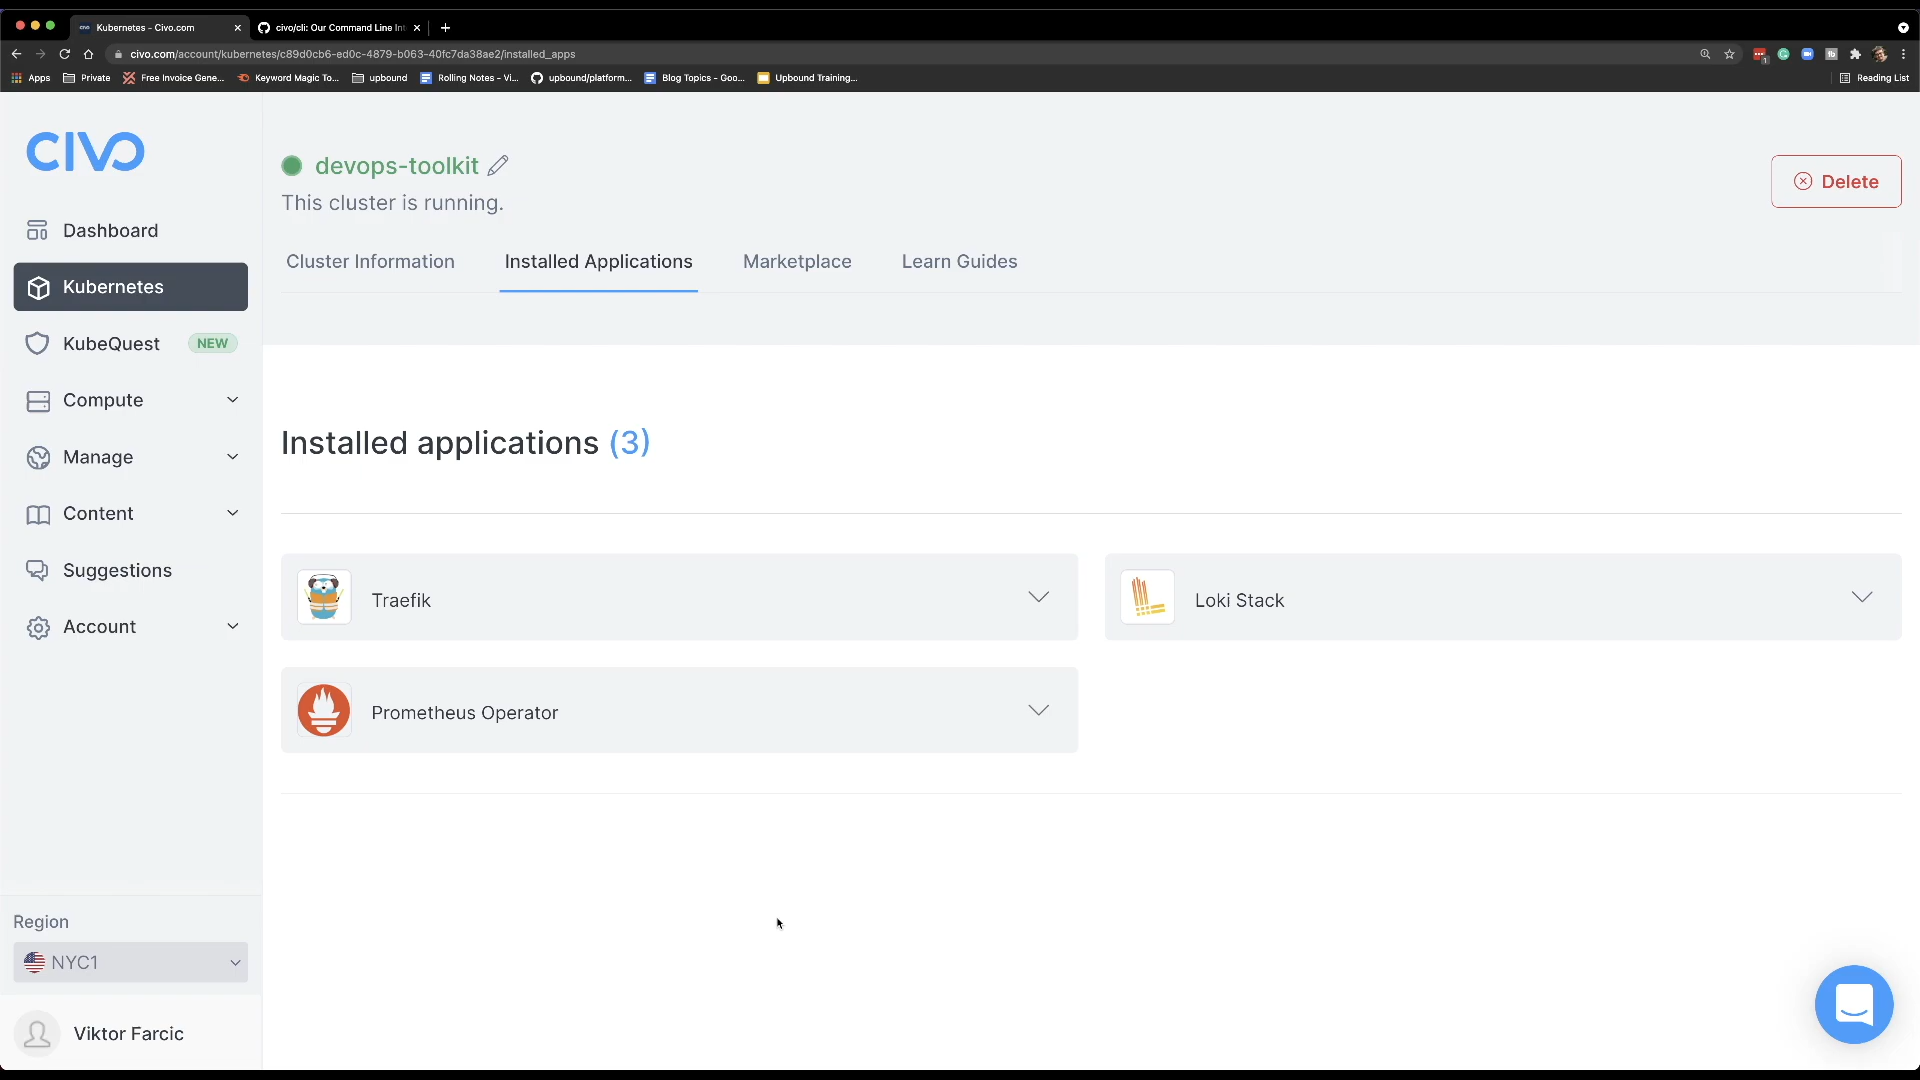 Kubernetes - Civo.com
civo/cli: Our Command Line Int
civo.com/account/kubernetes/c89d0cb6-ed0c-4879-b063-40fc7da38ae2/installed_apps
1
Apps
Private
Free Invoice Gene...
Keyword Magic To...
upbound
Rolling Notes - Vi...
upbound/platform...
Blog Topics - Goo...
Upbound Training...
Reading List
CIVO
Dashboard
Kubernetes
KubeQuest NEW
Compute
Manage
Content
Suggestions
Account
Region
NYC1
Viktor Farcic
devops-toolkit
This cluster is running.
Delete
Cluster Information
Installed Applications
Marketplace
Learn Guides
Installed applications (3)
Traefik
Loki Stack
Prometheus Operator